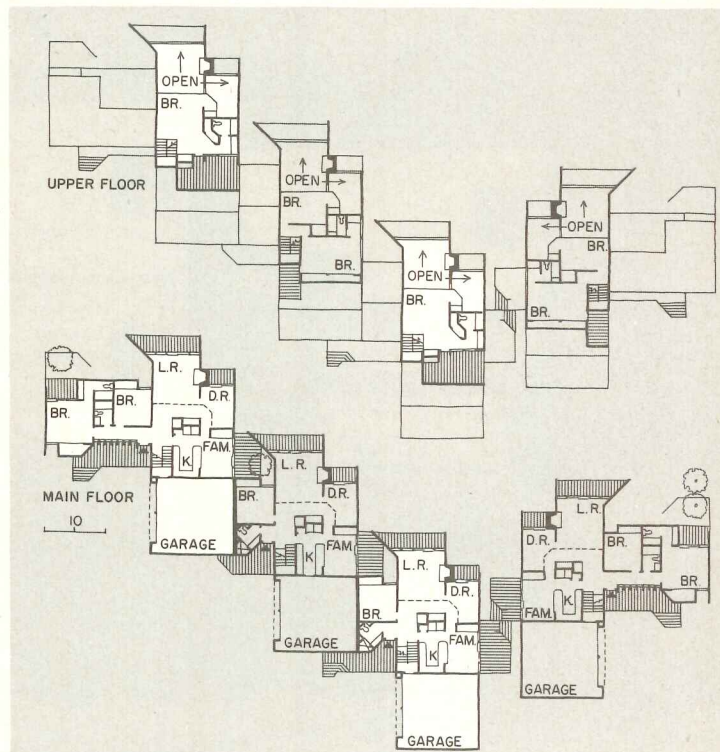 OPEN
BR.
UPPER FLOOR
OPEN
BR.
BR.
OPEN
BR.
OPEN
BR.
BR.
L.R.
D.R.
BR.
BR.
FAM.
K.
MAIN FLOOR
10
GARAGE
L.R.
D.R.
BR.
FAM.
K
GARAGE
L.R.
D.R.
BR.
FAM.
K
GARAGE
L.R.
D.R.
BR.
BR.
FAM.
K.
GARAGE